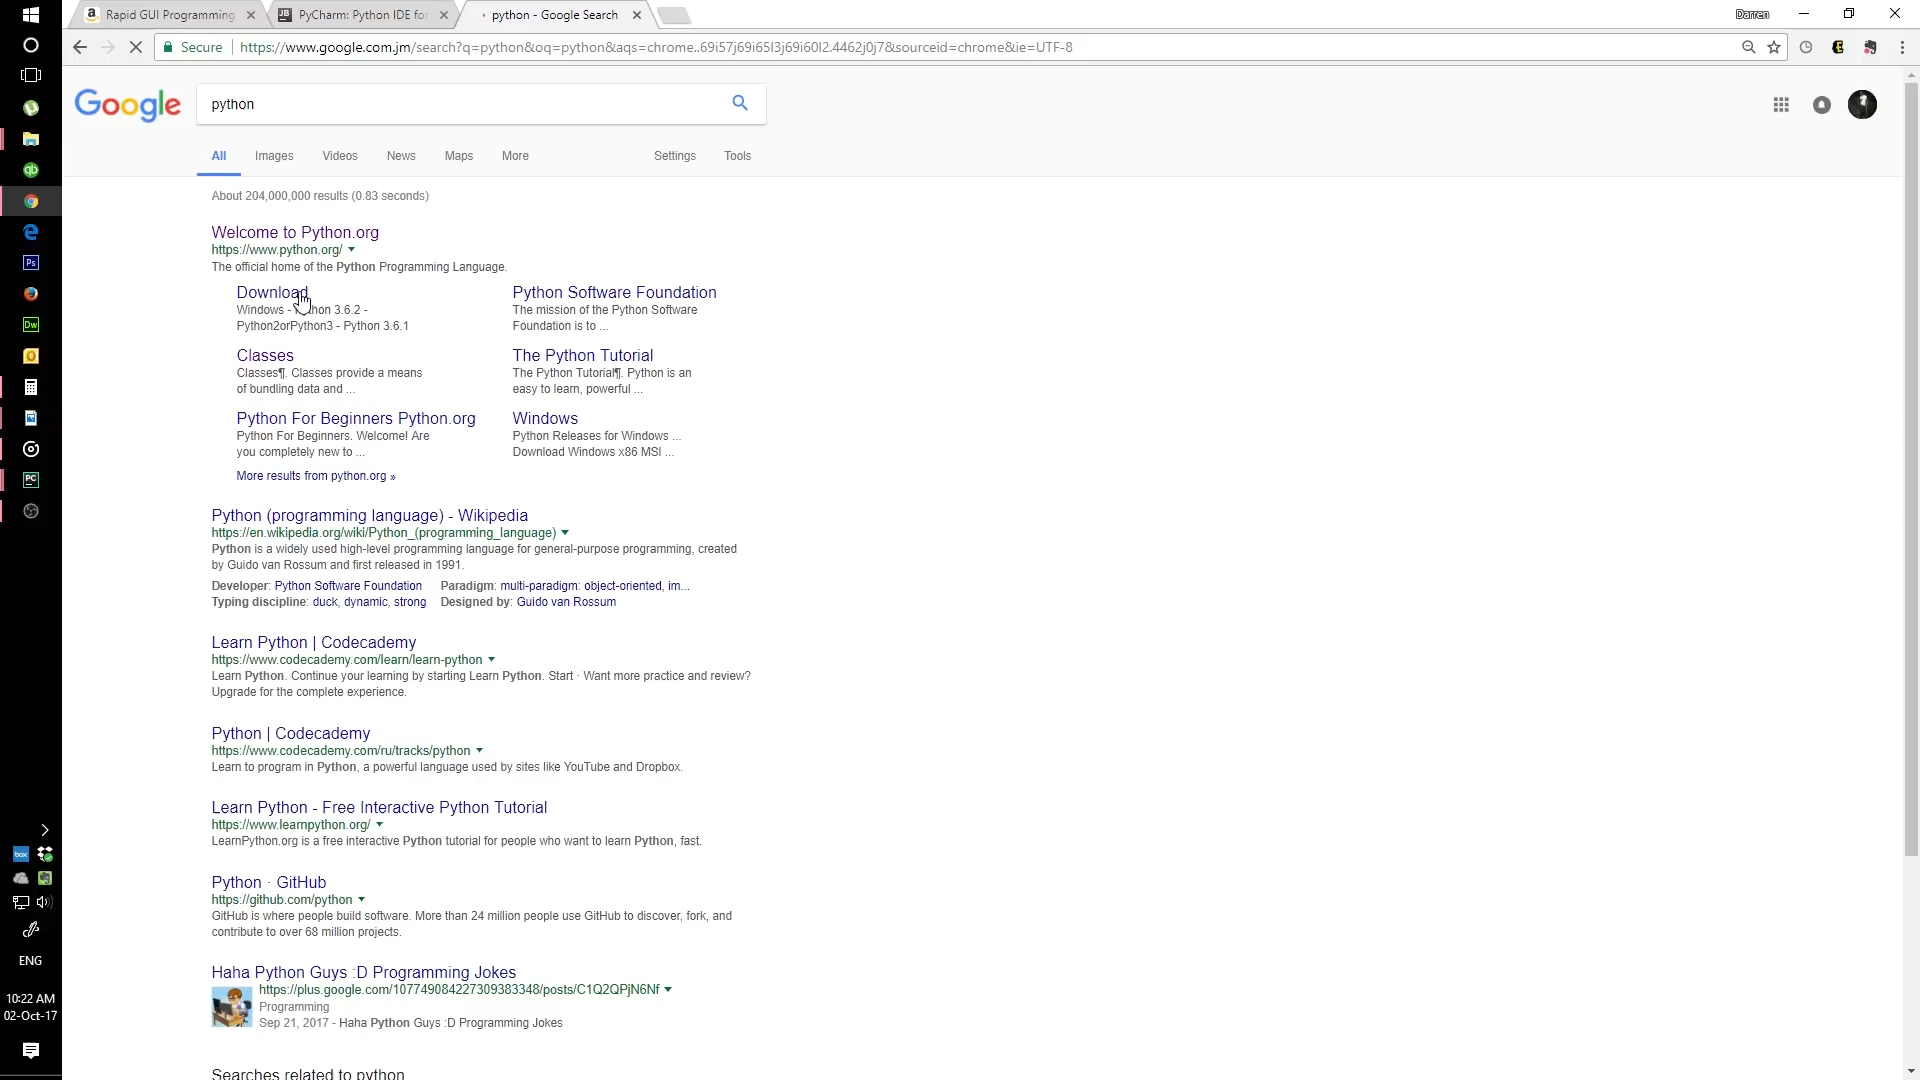 Rapid GUI Programming
PyCharm: Python IDE for
python - Google Search
Darren
Secure
https://www.google.com.jm/search?q=python&oq=python&aqs=chrome..69i57j69i65l3j69i60l2.4462j0j7&sourceid=chrome&ie=UTF-8
Google
python
All
Images
Videos
News
Maps
More
Settings
Tools
About 204,000,000 results (0.83 seconds)
Welcome to Python.org
https://www.python.org/
The official home of the Python Programming Language.
Download
Windows - Python 3.6.2 -
Python2orPython3 - Python 3.6.1
Python Software Foundation
The mission of the Python Software
Foundation is to ...
Classes
Classes¶. Classes provide a means
of bundling data and ...
The Python Tutorial
The Python Tutorial¶. Python is an
easy to learn, powerful ...
Python For Beginners Python.org
Python For Beginners. Welcome! Are
you completely new to ...
Windows
Python Releases for Windows ...
Download Windows x86 MSI ...
More results from python.org »
Python (programming language) - Wikipedia
https://en.wikipedia.org/wiki/Python_(programming_language)
Python is a widely used high-level programming language for general-purpose programming, created
by Guido van Rossum and first released in 1991.
Developer: Python Software Foundation
Paradigm: multi-paradigm: object-oriented, im...
Typing discipline: duck, dynamic, strong
Designed by: Guido van Rossum
Learn Python | Codecademy
https://www.codecademy.com/learn/learn-python
Learn Python. Continue your learning by starting Learn Python. Start · Want more practice and review?
Upgrade for the complete experience.
Python | Codecademy
https://www.codecademy.com/ru/tracks/python
Learn to program in Python, a powerful language used by sites like YouTube and Dropbox.
Learn Python - Free Interactive Python Tutorial
https://www.learnpython.org/
LearnPython.org is a free interactive Python tutorial for people who want to learn Python, fast.
Python · GitHub
https://github.com/python
GitHub is where people build software. More than 24 million people use GitHub to discover, fork, and
contribute to over 68 million projects.
Haha Python Guys :D Programming Jokes
https://plus.google.com/107749084227309383348/posts/C1Q2QPjN6Nf
Programming
Sep 21, 2017 - Haha Python Guys :D Programming Jokes
Searches related to python
qb
Ps
Dw
PC
box
ENG
10:22 AM
02-Oct-17